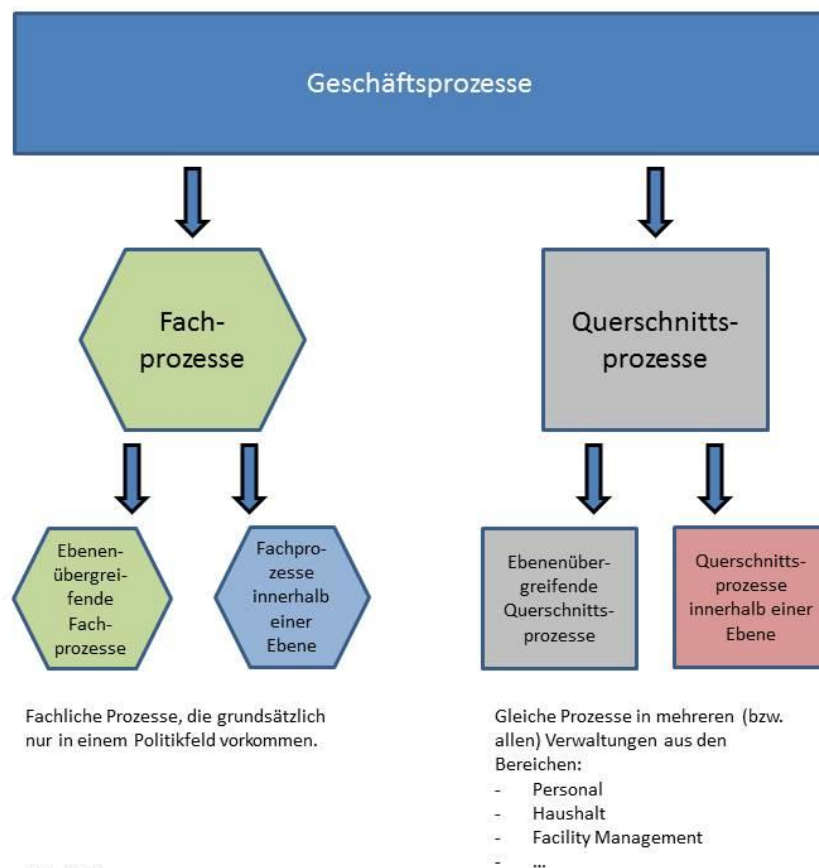 Geschäftsprozesse
Fach-
prozesse
Querschnitts-
prozesse
Ebenen-
übergrei-
fende
Fach-
prozesse
Fachpro-
zesse
innerhalb
einer
Ebene
Ebenenüber-
greifende
Querschnitts-
prozesse
Querschnitts-
prozesse
innerhalb einer
Ebene
Fachliche Prozesse, die grundsätzlich
nur in einem Politikfeld vorkommen.
Gleiche Prozesse in mehreren (bzw.
allen) Verwaltungen aus den
Bereichen:
- Personal
- Haushalt
- Facility Management
- ...